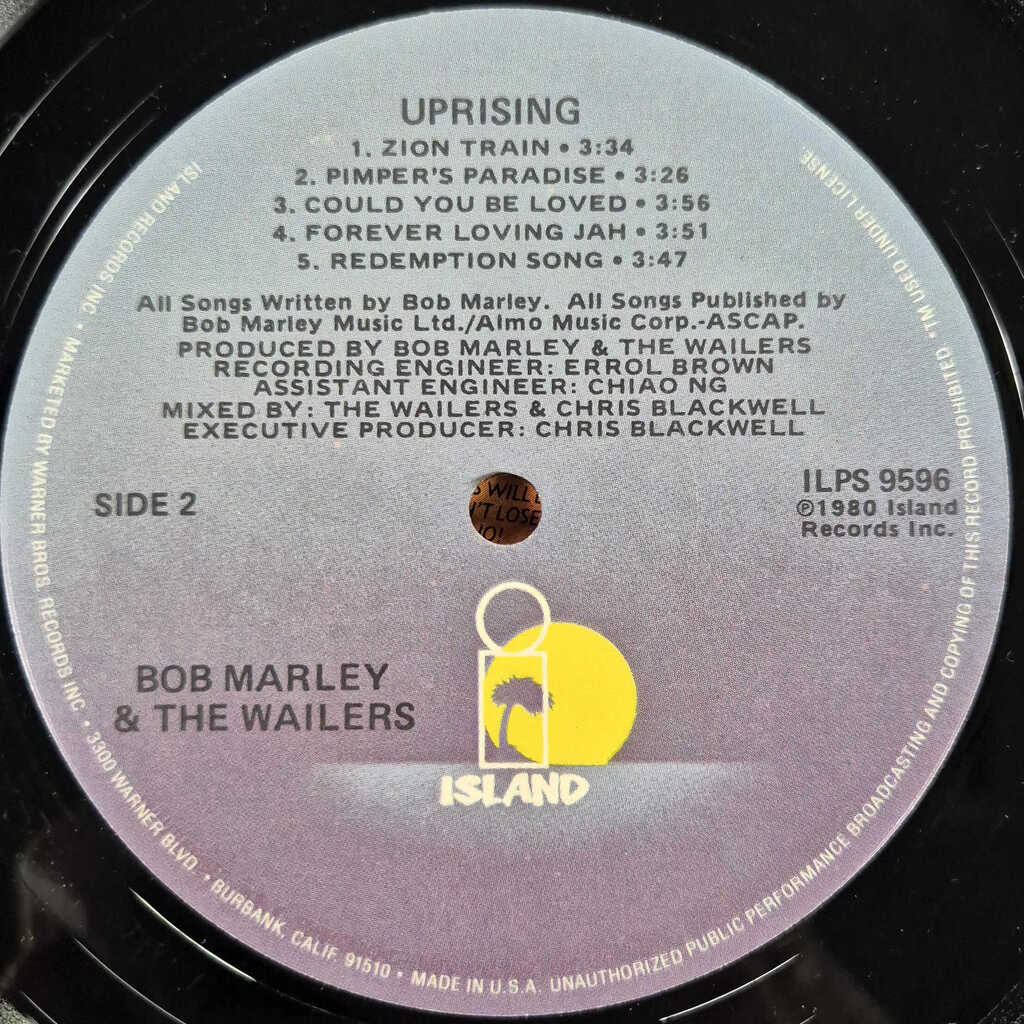 UPRISING
1. ZION TRAIN • 3:34
2. PIMPER'S PARADISE • 3:26
3. COULD YOU BE LOVED • 3:56
4. FOREVER LOVING JAH • 3:51
5. REDEMPTION SONG • 3:47
All Songs Written by Bob Marley. All Songs Published by
Bob Marley Music Ltd./Almo Music Corp.-ASCAP.
PRODUCED BY BOB MARLEY & THE WAILERS
RECORDING ENGINEER: ERROL BROWN
ASSISTANT ENGINEER: CHIAO NG
MIXED BY: THE WAILERS & CHRIS BLACKWELL
EXECUTIVE PRODUCER: CHRIS BLACKWELL
SIDE 2
WILL
'T LOSE
ILPS 9596
℗1980 Island
Records Inc.
BOB MARLEY
& THE WAILERS
ISLAND
ISLAND RECORDS INC. • MARKETED BY WARNER BROS. RECORDS INC. • 3300 WARNER BLVD. • BURBANK, CALIF. 91510 • MADE IN U.S.A. UNAUTHORIZED PUBLIC PERFORMANCE BROADCASTING AND COPYING OF THIS RECORD PROHIBITED • TM USED UNDER LICENSE.